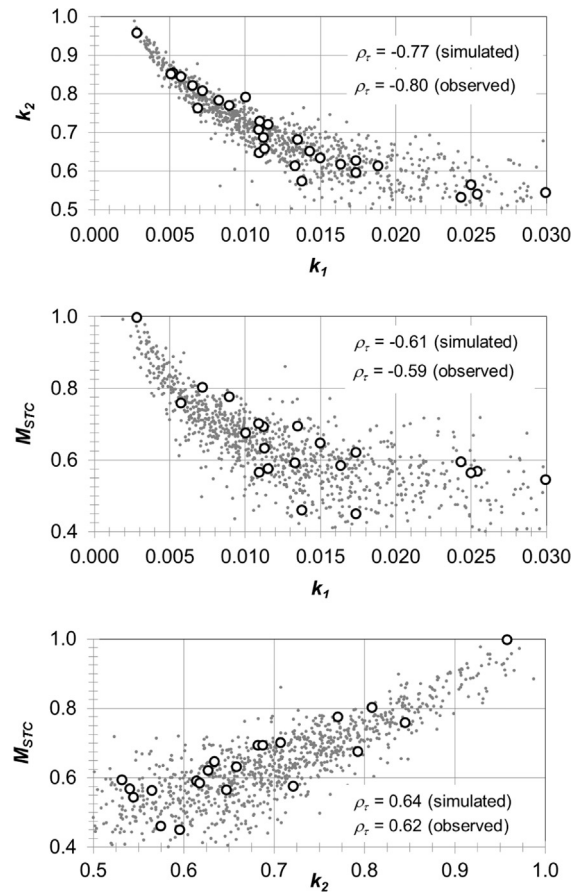 1.0
ρτ = -0.77 (simulated)
0.9
ρτ = -0.80 (observed)
0.8
k2
0.7
0.6
0.5
0.000 0.005 0.010 0.015 0.020 0.025 0.030
k1
1.0
ρτ = -0.61 (simulated)
ρτ = -0.59 (observed)
0.8
MSTC
0.6
0.4
0.000 0.005 0.010 0.015 0.020 0.025 0.030
k1
1.0
0.8
MSTC
0.6
ρτ = 0.64 (simulated)
ρτ = 0.62 (observed)
0.4
0.5 0.6 0.7 0.8 0.9 1.0
k2